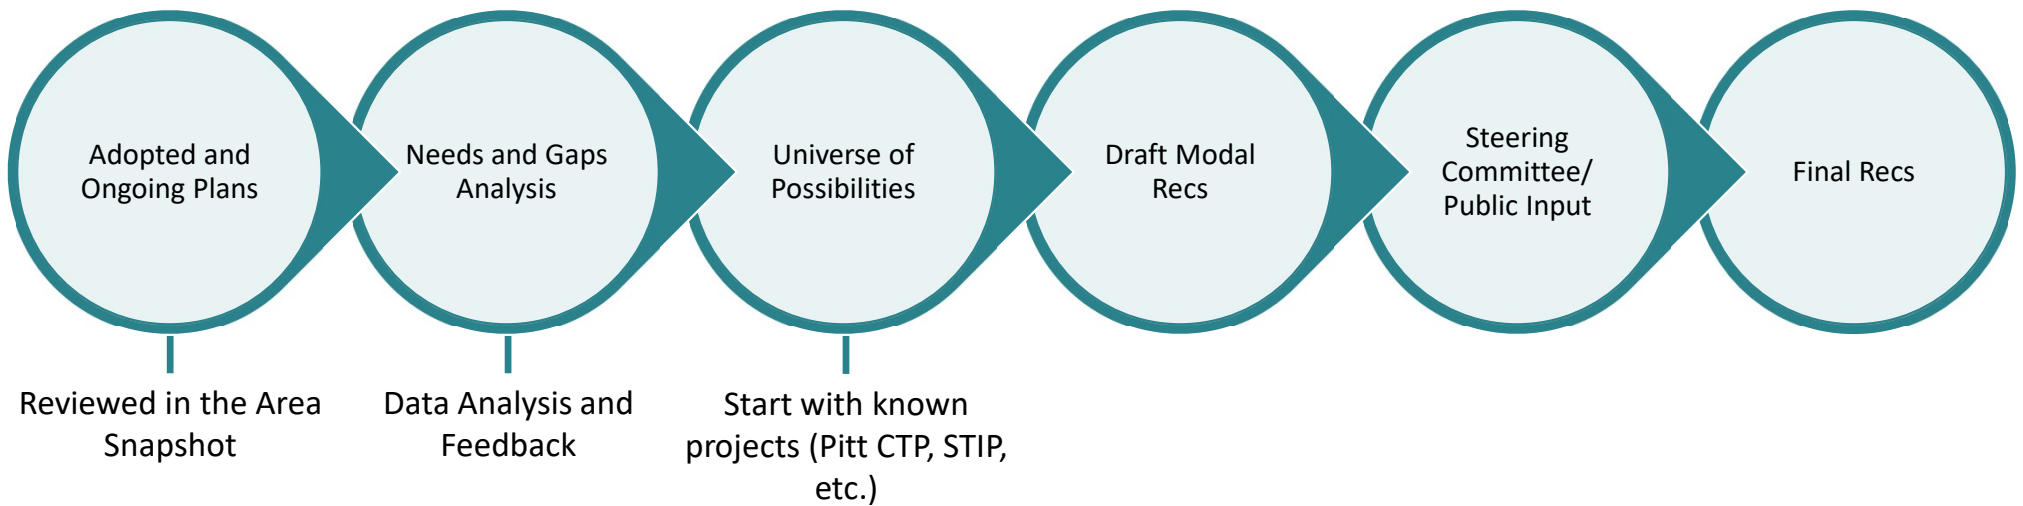 Adopted and
Ongoing Plans
Needs and Gaps
Analysis
Universe of
Possibilities
Draft Modal
Recs
Steering
Committee/
Public Input
Final Recs
Reviewed in the Area
Snapshot
Data Analysis and
Feedback
Start with known
projects (Pitt CTP, STIP,
etc.)